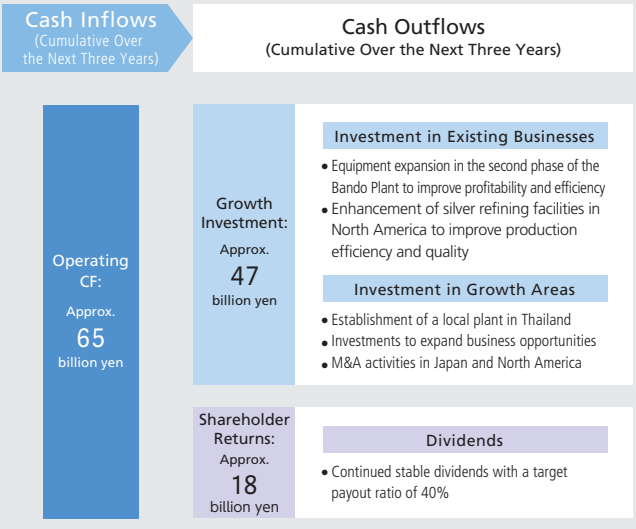 Cash Inflows
(Cumulative Over
the Next Three Years)
Cash Outflows
(Cumulative Over the Next Three Years)
Operating
CF:
Approx.
65
billion yen
Growth
Investment:
Approx.
47
billion yen
Investment in Existing Businesses
• Equipment expansion in the second phase of the
Bando Plant to improve profitability and efficiency
• Enhancement of silver refining facilities in
North America to improve production
efficiency and quality
Investment in Growth Areas
• Establishment of a local plant in Thailand
• Investments to expand business opportunities
• M&A activities in Japan and North America
Shareholder
Returns:
Approx.
18
billion yen
Dividends
• Continued stable dividends with a target
payout ratio of 40%